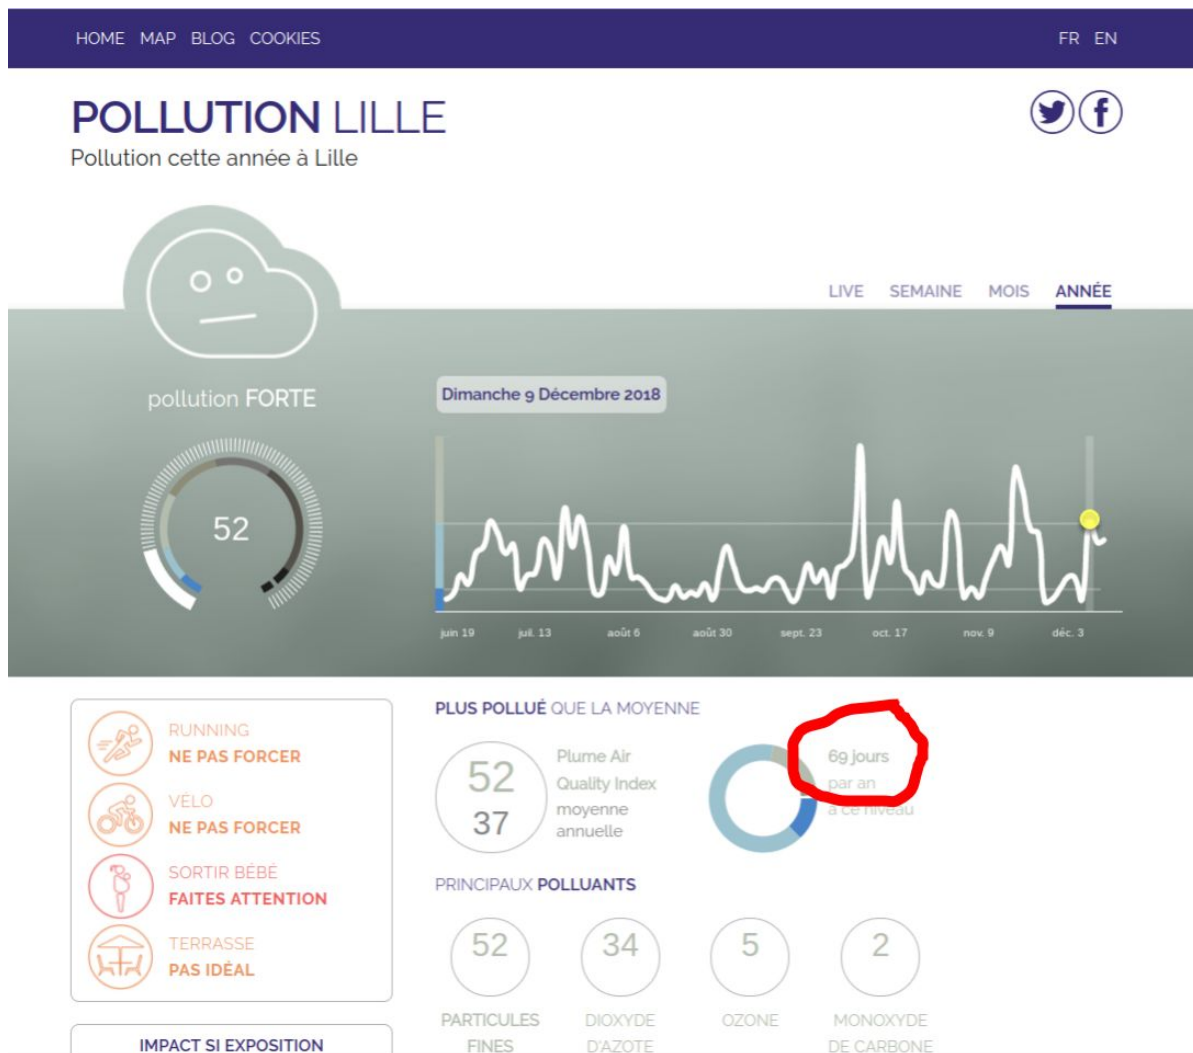 HOME MAP BLOG COOKIES
FR EN
POLLUTION LILLE
Pollution cette année à Lille
LIVE SEMAINE MOIS ANNÉE
pollution FORTE
52
Dimanche 9 Décembre 2018
juin 19 juil. 13 août 6 août 30 sept. 23 oct. 17 nov. 9 déc. 3
RUNNING
NE PAS FORCER
VÉLO
NE PAS FORCER
SORTIR BÉBÉ
FAITES ATTENTION
TERRASSE
PAS IDÉAL
IMPACT SI EXPOSITION
PLUS POLLUÉ QUE LA MOYENNE
52
37
Plume Air
Quality Index
moyenne
annuelle
69 jours
par an
à ce niveau
PRINCIPAUX POLLUANTS
52
PARTICULES
FINES
34
DIOXYDE
D'AZOTE
5
OZONE
2
MONOXYDE
DE CARBONE